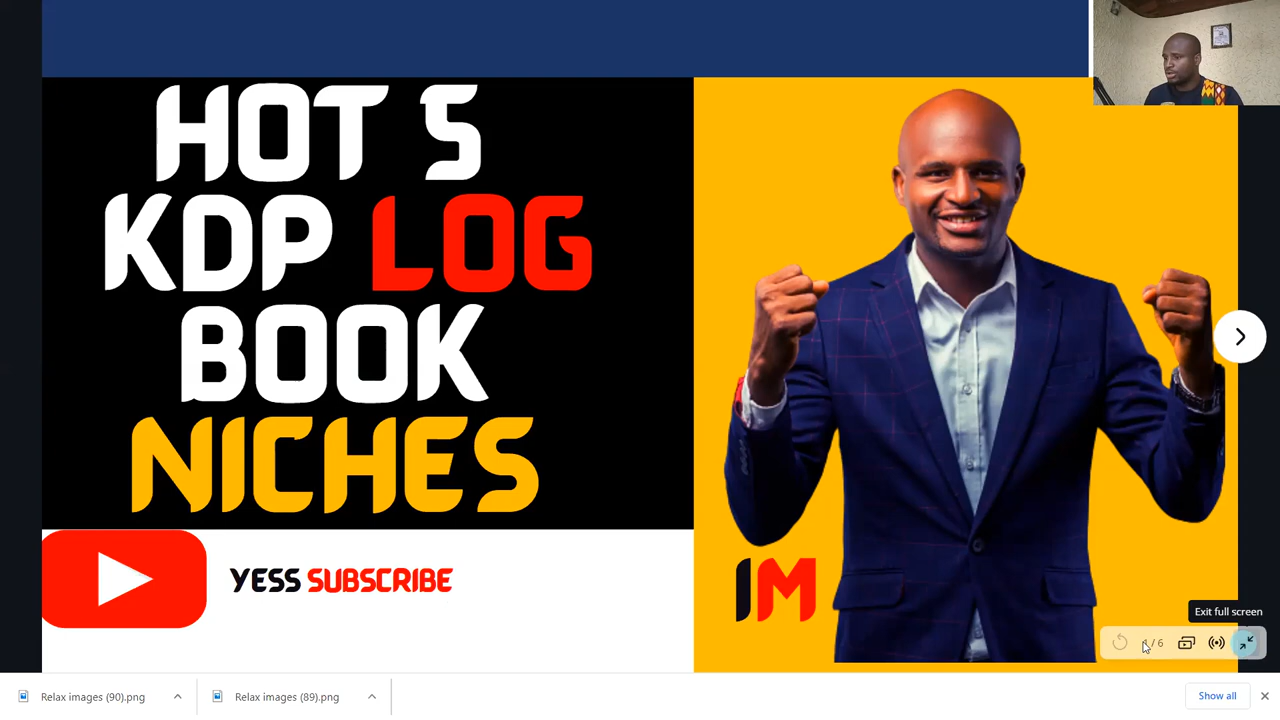 HOT 5
KDP LOG
BOOK
NICHES
YESS SUBSCRIBE
IM
Exit full screen
/ 6
Relax images (90).png
Relax images (89).png
Show all